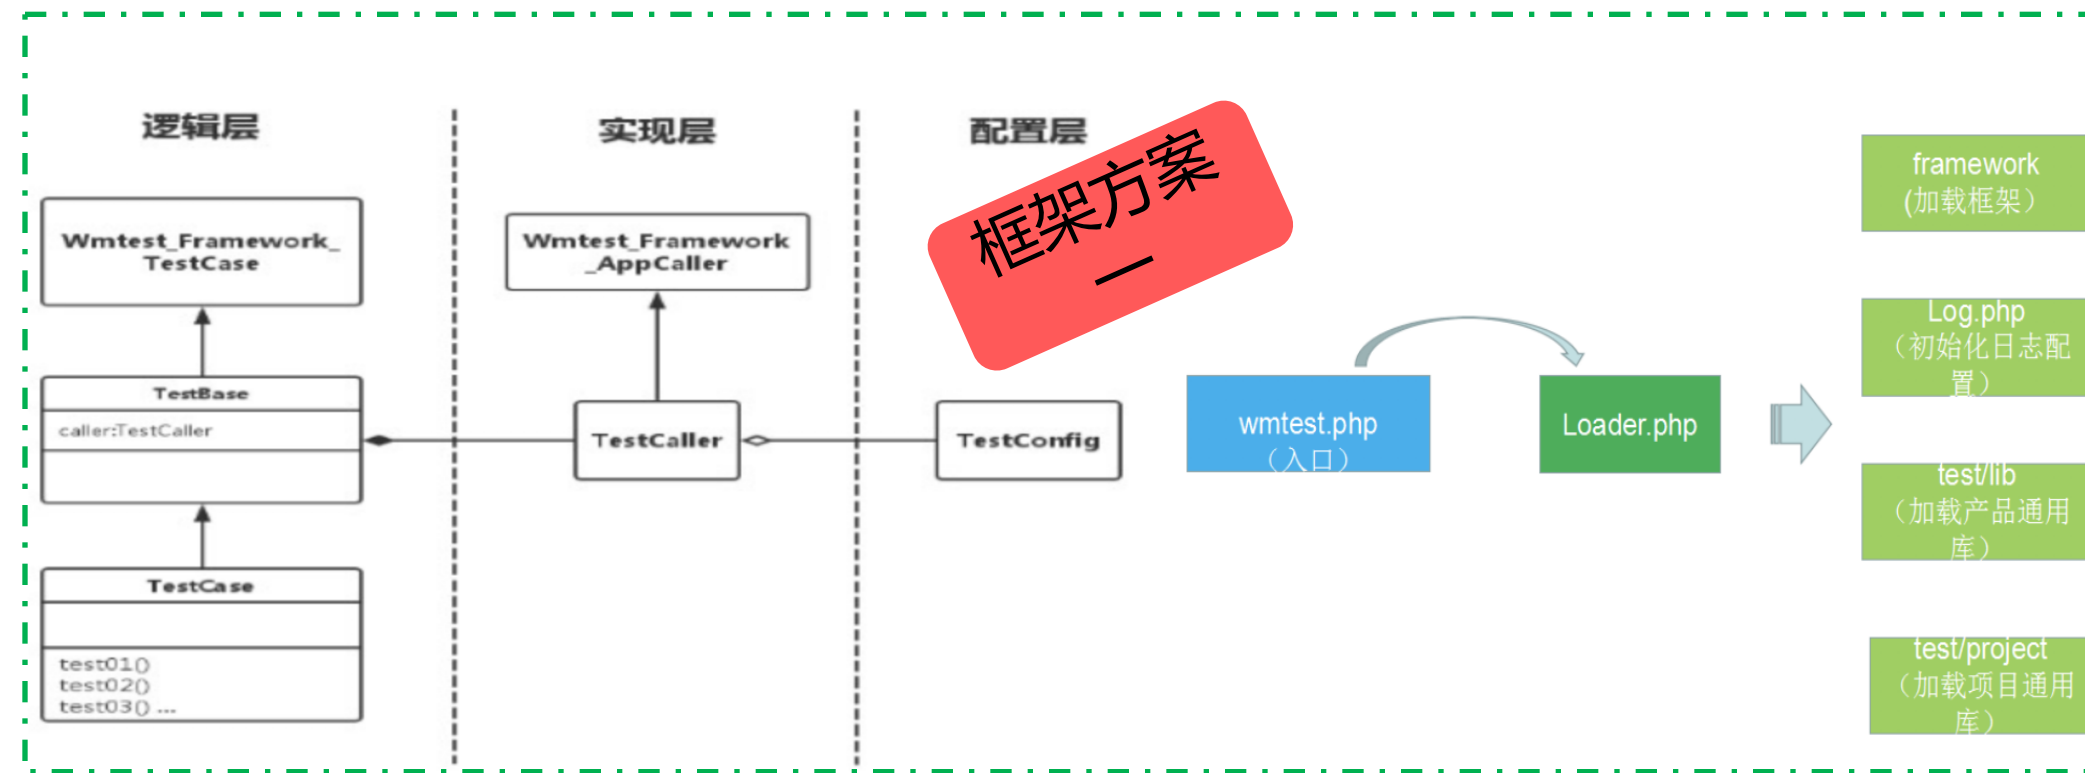 逻辑层
实现层
配置层
框架方案
一
Wmtest_Framework_
TestCase
Wmtest_Framework
_AppCaller
TestBase
caller:TestCaller
TestCaller
TestConfig
TestCase
test01()
test02()
test03() ...
wmtest.php
（入口）
Loader.php
framework
(加载框架）
Log.php
（初始化日志配
置）
test/lib
（加载产品通用
库）
test/project
（加载项目通用
库）